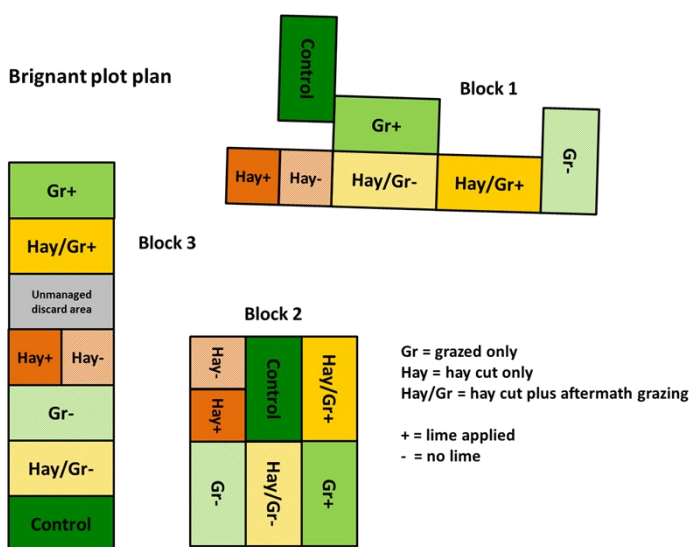 Brignant plot plan
Block 1
Control
Gr+
Gr-
Hay+
Hay-
Hay/Gr-
Hay/Gr+
Block 3
Gr+
Hay/Gr+
Unmanaged
discard area
Hay+
Hay-
Gr-
Hay/Gr-
Control
Block 2
Hay-
Hay+
Control
Hay/Gr+
Gr-
Hay/Gr-
Gr+
Gr = grazed only
Hay = hay cut only
Hay/Gr = hay cut plus aftermath grazing
+ = lime applied
- = no lime